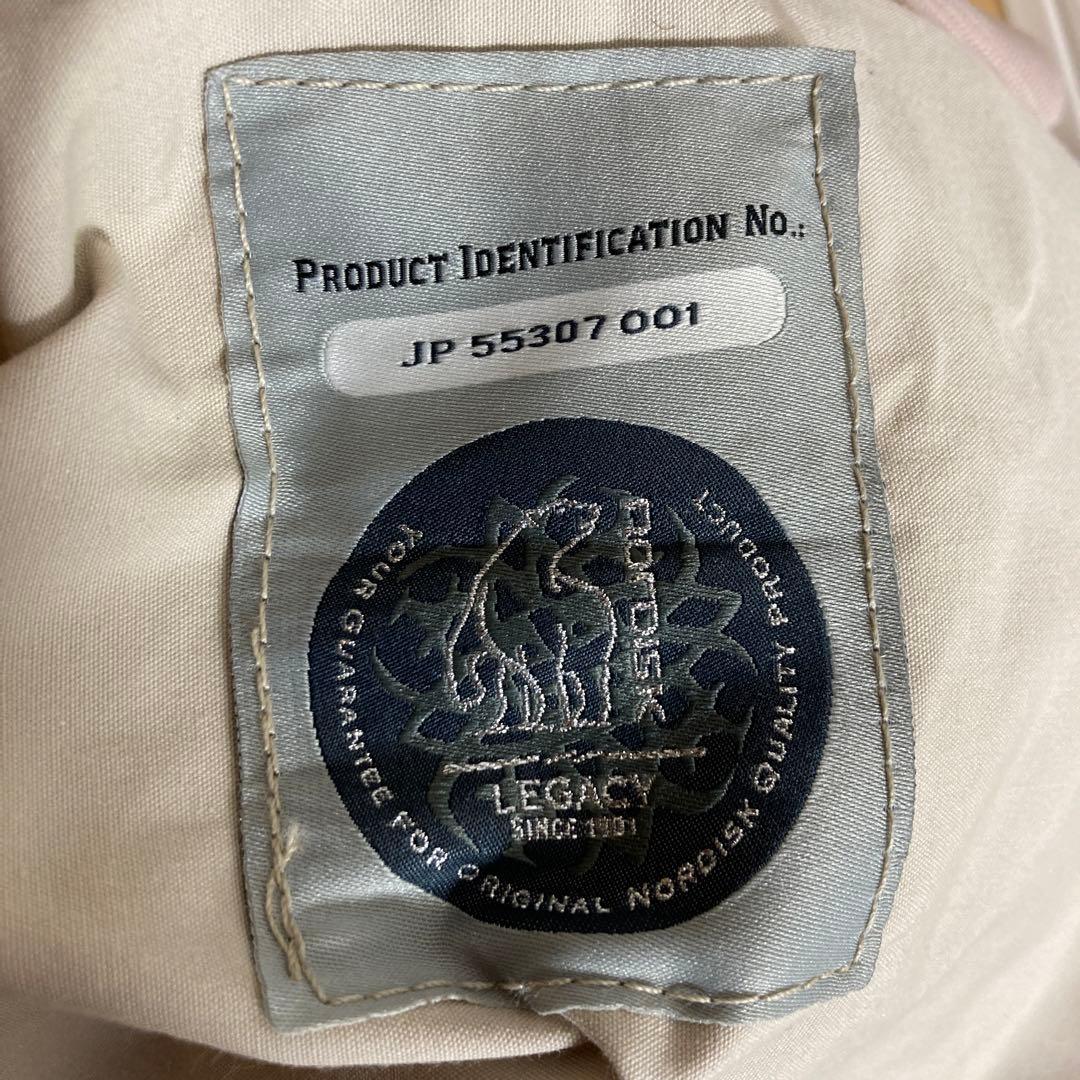 PRODUCT IDENTIFICATION NO.:
JP 55307 001
NORDISK
LEGACY
SINCE 1901
YOUR GUARANTEE FOR ORIGINAL NORDISK QUALITY PRODUCT